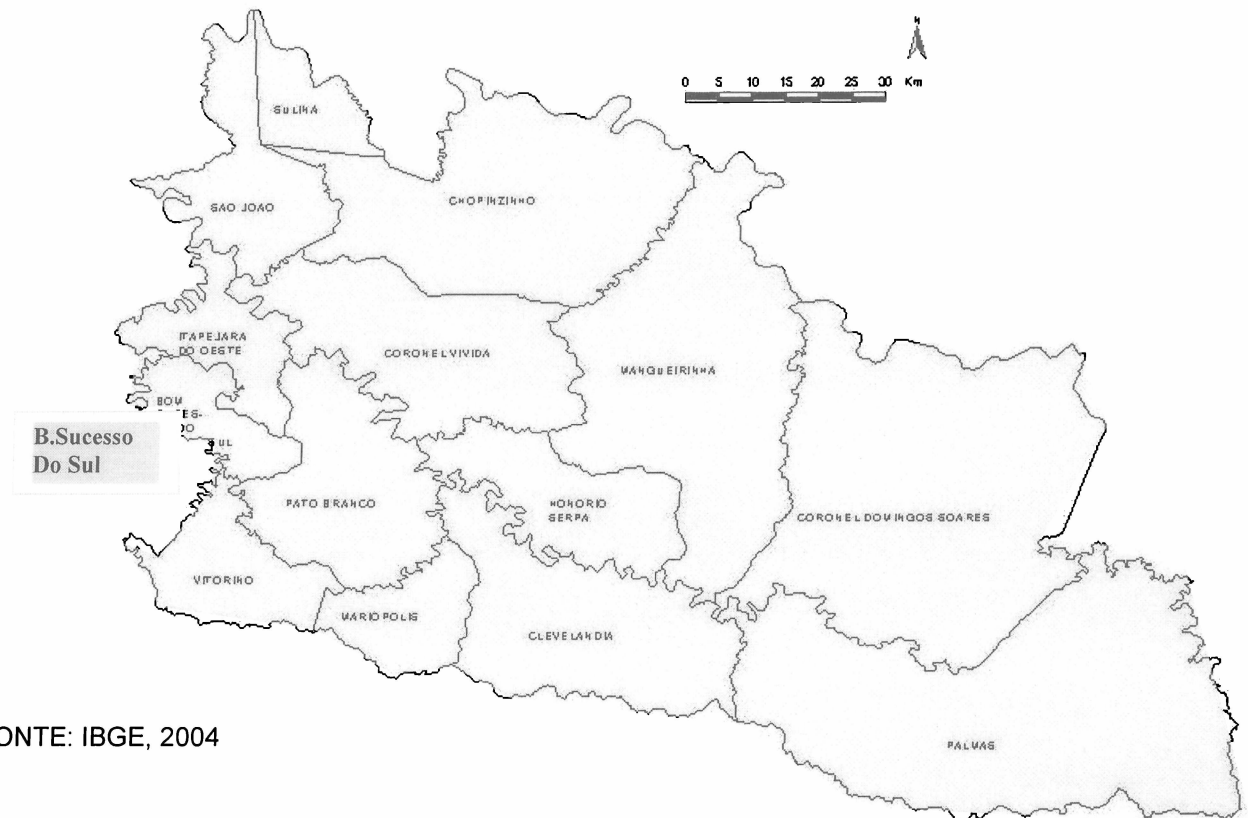 N
0 5 10 15 20 25 30 Km
SULINA
CHOPINZINHO
SAO JOAO
ITAPEJARA
DO OESTE
CORONEL VIVIDA
MANGUEIRINHA
BOM
SUL
B.Sucesso
Do Sul
PATO BRANCO
HONORIO
SERPA
CORONEL DOMINGOS SOARES
VITORINO
MARIOPOLIS
CLEVELANDIA
ONTE: IBGE, 2004
PALMAS